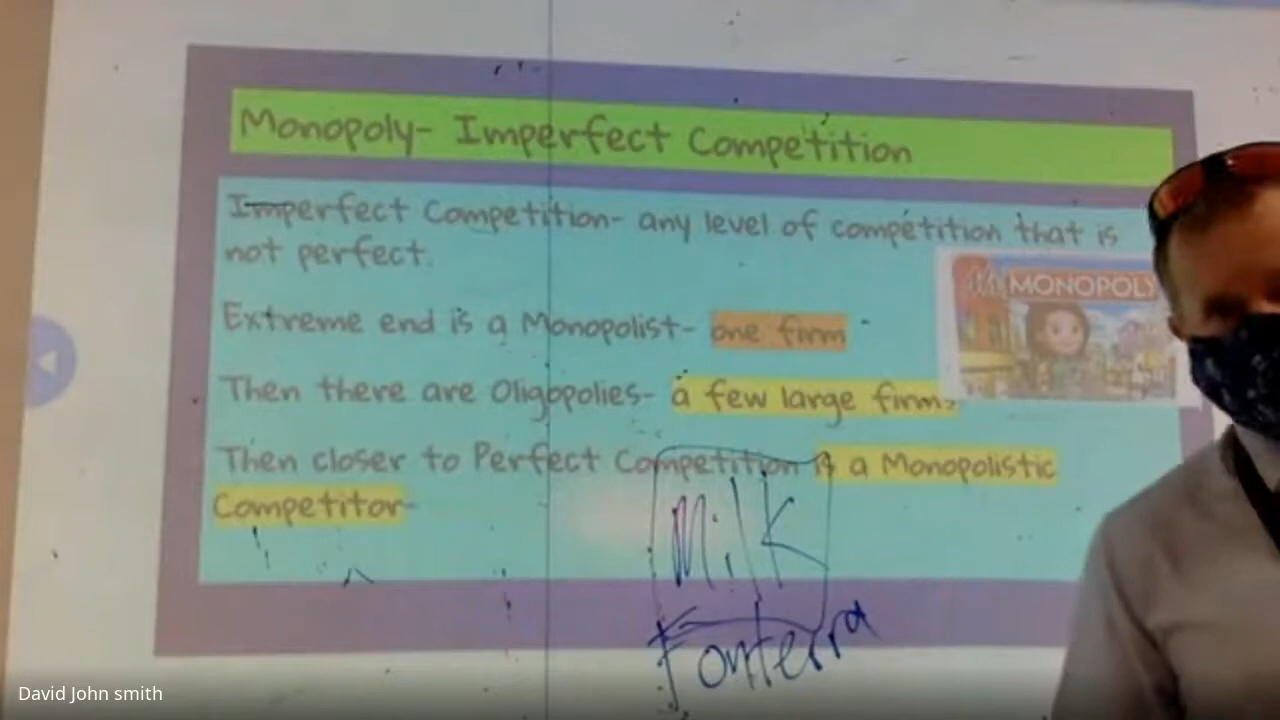 Monopoly- Imperfect Competition
Imperfect Competition- any level of competition that is
not perfect.
MONOPOLY
Extreme end is a Monopolist- one firm
Then there are Oligopolies- a few large firms
Then closer to Perfect Competition is a Monopolistic
Competitor-
Milk
Fonterra
David John smith